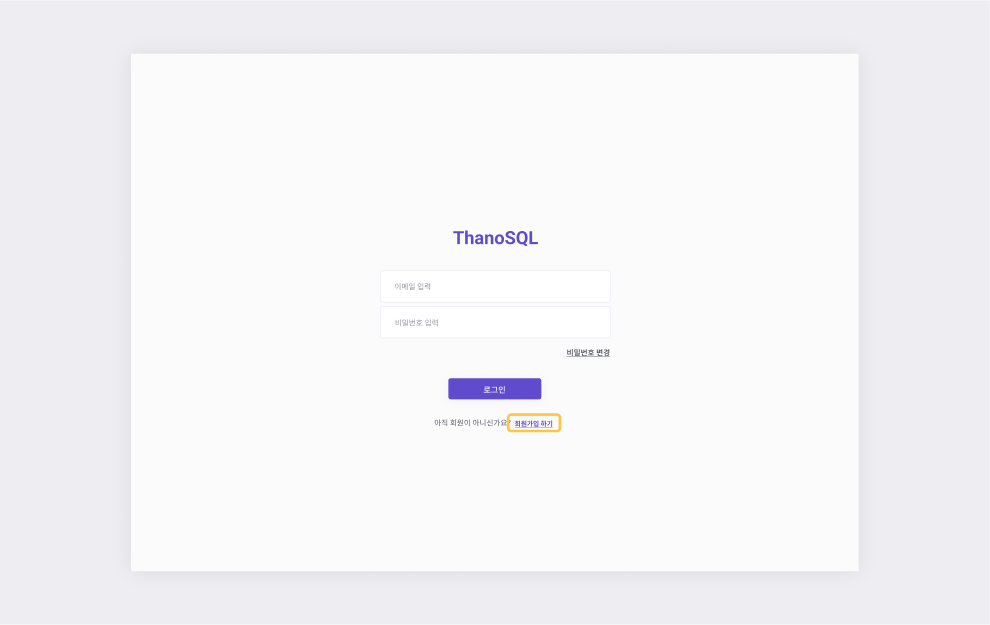 ThanoSQL
이메일 입력
비밀번호 입력
비밀번호 변경
로그인
아직 회원이 아니신가요? 회원가입 하기